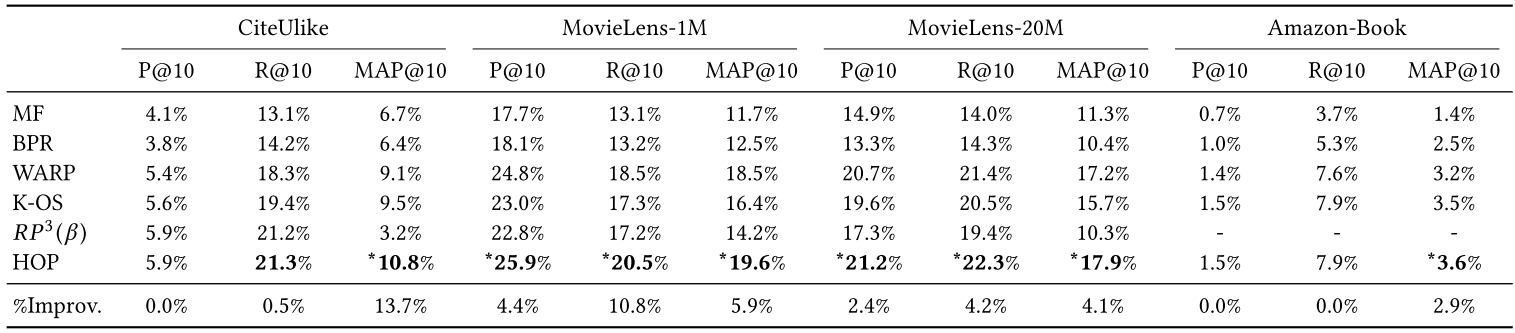 CiteUlike MovieLens-1M MovieLens-20M Amazon-Book
P@10 R@10 MAP@10 P@10 R@10 MAP@10 P@10 R@10 MAP@10 P@10 R@10 MAP@10
MF 4.1% 13.1% 6.7% 17.7% 13.1% 11.7% 14.9% 14.0% 11.3% 0.7% 3.7% 1.4%
BPR 3.8% 14.2% 6.4% 18.1% 13.2% 12.5% 13.3% 14.3% 10.4% 1.0% 5.3% 2.5%
WARP 5.4% 18.3% 9.1% 24.8% 18.5% 18.5% 20.7% 21.4% 17.2% 1.4% 7.6% 3.2%
K-OS 5.6% 19.4% 9.5% 23.0% 17.3% 16.4% 19.6% 20.5% 15.7% 1.5% 7.9% 3.5%
RP³(β) 5.9% 21.2% 3.2% 22.8% 17.2% 14.2% 17.3% 19.4% 10.3% - - -
HOP 5.9% 21.3% *10.8% *25.9% *20.5% *19.6% *21.2% *22.3% *17.9% 1.5% 7.9% *3.6%
%Improv. 0.0% 0.5% 13.7% 4.4% 10.8% 5.9% 2.4% 4.2% 4.1% 0.0% 0.0% 2.9%